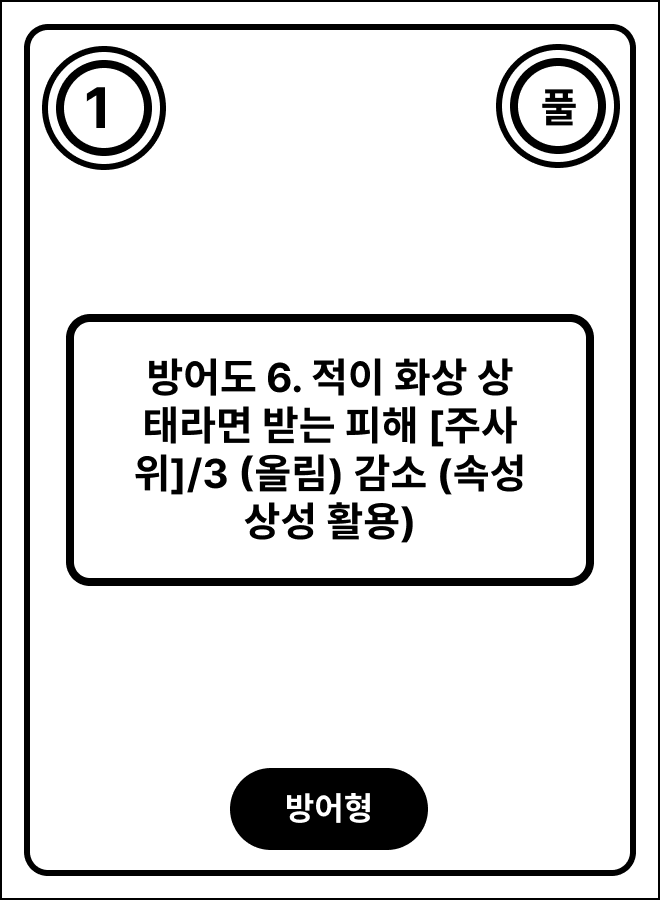 1
풀
방어도 6. 적이 화상 상
태라면 받는 피해 [주사
위]/3 (올림) 감소 (속성
상성 활용)
방어형